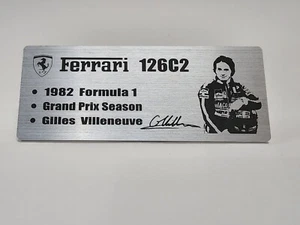 Ferrari 126C2
• 1982 Formula 1
• Grand Prix Season
• Gilles Villeneuve